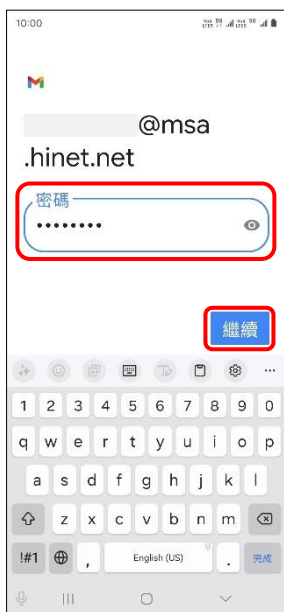 10:00
@msa
.hinet.net
密碼
••••••••
繼續
1 2 3 4 5 6 7 8 9 0
q w e r t y u i o p
a s d f g h j k l
z x c v b n m
!#1 , English (US) . 完成